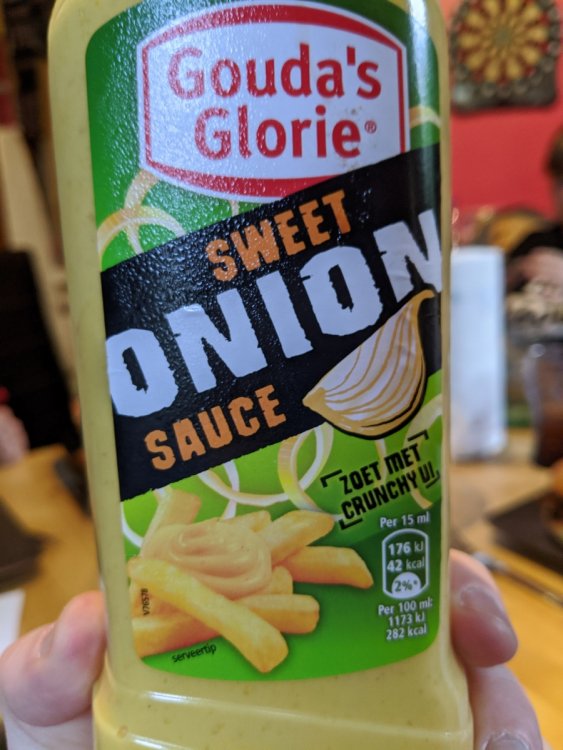 Gouda's
Glorie®
SWEET
ONION
SAUCE
ZOET MET
CRUNCHY UI
Per 15 ml
176 kJ
42 kcal
2%*
Per 100 ml:
1173 kJ
282 kcal
V76578
serveertip